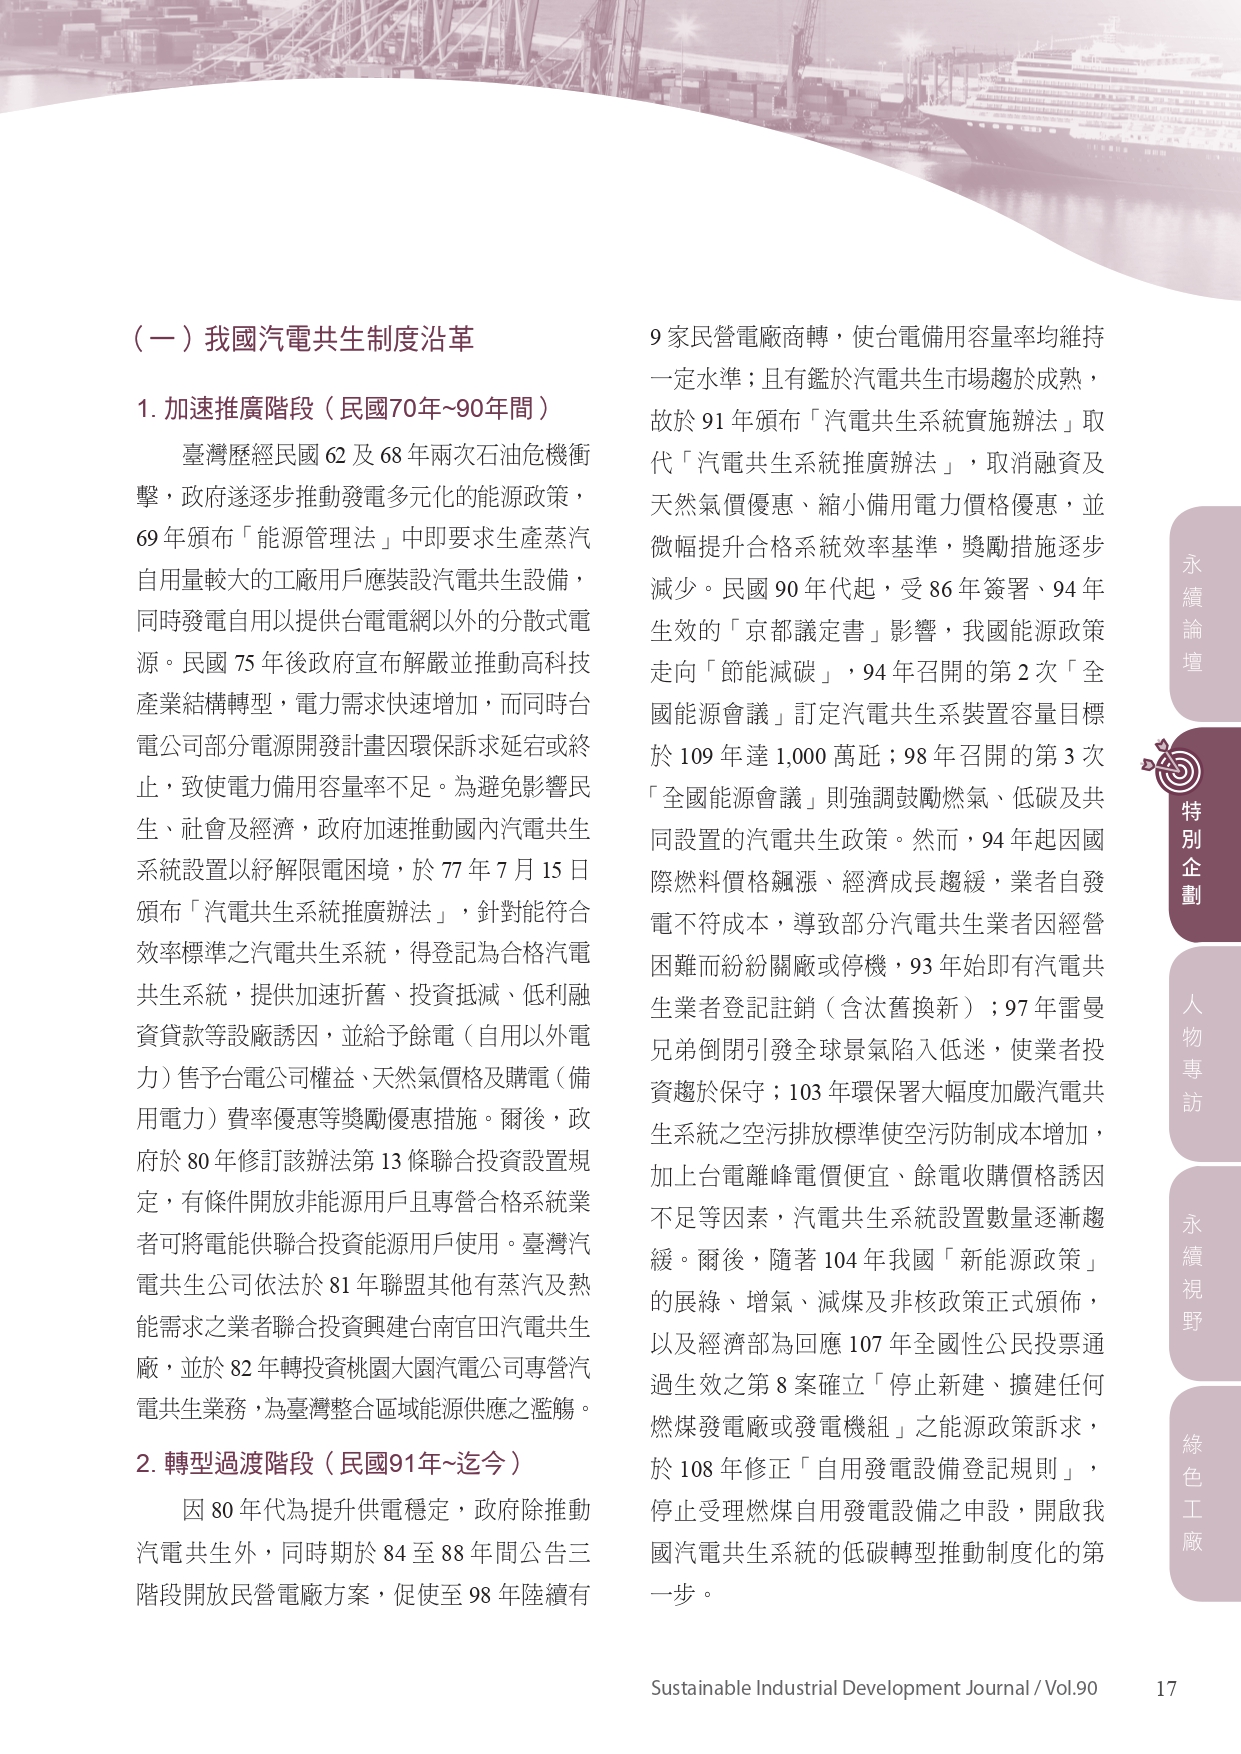 （一）我國汽電共生制度沿革
1. 加速推廣階段（民國70年~90年間）
臺灣歷經民國 62 及 68 年兩次石油危機衝
擊，政府遂逐步推動發電多元化的能源政策，
69 年頒布「能源管理法」中即要求生產蒸汽
自用量較大的工廠用戶應裝設汽電共生設備，
同時發電自用以提供台電電網以外的分散式電
源。民國 75 年後政府宣布解嚴並推動高科技
產業結構轉型，電力需求快速增加，而同時台
電公司部分電源開發計畫因環保訴求延宕或終
止，致使電力備用容量率不足。為避免影響民
生、社會及經濟，政府加速推動國內汽電共生
系統設置以紓解限電困境，於 77 年 7 月 15 日
頒布「汽電共生系統推廣辦法」，針對能符合
效率標準之汽電共生系統，得登記為合格汽電
共生系統，提供加速折舊、投資抵減、低利融
資貸款等設廠誘因，並給予餘電（自用以外電
力）售予台電公司權益、天然氣價格及購電（備
用電力）費率優惠等獎勵優惠措施。爾後，政
府於 80 年修訂該辦法第 13 條聯合投資設置規
定，有條件開放非能源用戶且專營合格系統業
者可將電能供聯合投資能源用戶使用。臺灣汽
電共生公司依法於 81 年聯盟其他有蒸汽及熱
能需求之業者聯合投資興建台南官田汽電共生
廠，並於 82 年轉投資桃園大園汽電公司專營汽
電共生業務，為臺灣整合區域能源供應之濫觴。
2. 轉型過渡階段（民國91年~迄今）
因 80 年代為提升供電穩定，政府除推動
汽電共生外，同時期於 84 至 88 年間公告三
階段開放民營電廠方案，促使至 98 年陸續有
9 家民營電廠商轉，使台電備用容量率均維持
一定水準；且有鑑於汽電共生市場趨於成熟，
故於 91 年頒布「汽電共生系統實施辦法」取
代「汽電共生系統推廣辦法」，取消融資及
天然氣價優惠、縮小備用電力價格優惠，並
微幅提升合格系統效率基準，獎勵措施逐步
減少。民國 90 年代起，受 86 年簽署、94 年
生效的「京都議定書」影響，我國能源政策
走向「節能減碳」，94 年召開的第 2 次「全
國能源會議」訂定汽電共生系裝置容量目標
於 109 年達 1,000 萬瓩；98 年召開的第 3 次
「全國能源會議」則強調鼓勵燃氣、低碳及共
同設置的汽電共生政策。然而，94 年起因國
際燃料價格飆漲、經濟成長趨緩，業者自發
電不符成本，導致部分汽電共生業者因經營
困難而紛紛關廠或停機，93 年始即有汽電共
生業者登記註銷（含汰舊換新）；97 年雷曼
兄弟倒閉引發全球景氣陷入低迷，使業者投
資趨於保守；103 年環保署大幅度加嚴汽電共
生系統之空污排放標準使空污防制成本增加，
加上台電離峰電價便宜、餘電收購價格誘因
不足等因素，汽電共生系統設置數量逐漸趨
緩。爾後，隨著 104 年我國「新能源政策」
的展綠、增氣、減煤及非核政策正式頒佈，
以及經濟部為回應 107 年全國性公民投票通
過生效之第 8 案確立「停止新建、擴建任何
燃煤發電廠或發電機組」之能源政策訴求，
於 108 年修正「自用發電設備登記規則」，
停止受理燃煤自用發電設備之申設，開啟我
國汽電共生系統的低碳轉型推動制度化的第
一步。
永續論壇
特別企劃
人物專訪
永續視野
綠色工廠
Sustainable Industrial Development Journal / Vol.90
17